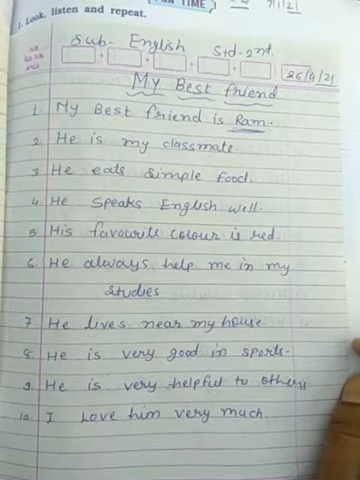 1. Look, listen and repeat.
FUN TIME
Sub- English Std-2nd.
26/4/21
My Best friend
1. My Best friend is Ram.
2. He is my classmate
3. He eats simple food.
4. He Speaks English well.
5. His favourite colour is red.
6. He always help me in my
studies
7. He lives near my house.
8. He is very good in sports.
9. He is very helpful to others
10. I Love him very much.